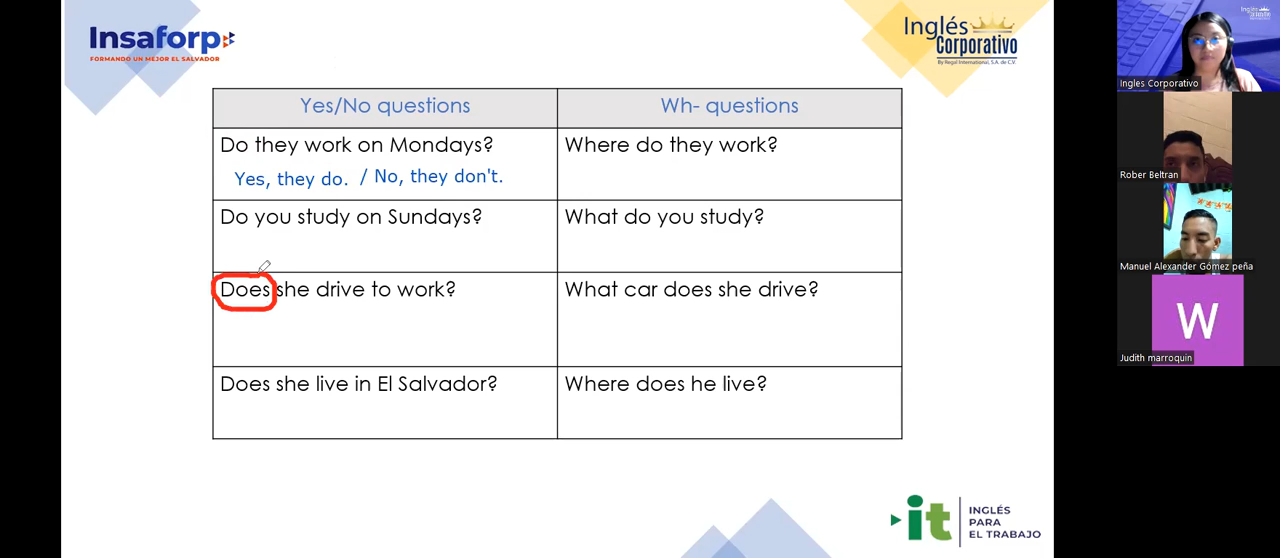 Insaforp
FORMANDO UN MEJOR EL SALVADOR
Inglés
Corporativo
By Regal International, S.A. de C.V.
Yes/No questions
Wh- questions
Do they work on Mondays?
Where do they work?
Yes, they do. / No, they don't.
Do you study on Sundays?
What do you study?
Does she drive to work?
What car does she drive?
Does she live in El Salvador?
Where does he live?
it
INGLÉS
PARA
EL TRABAJO
Ingles Corporativo
Rober Beltran
Manuel Alexander Gómez peña
W
Judith marroquin